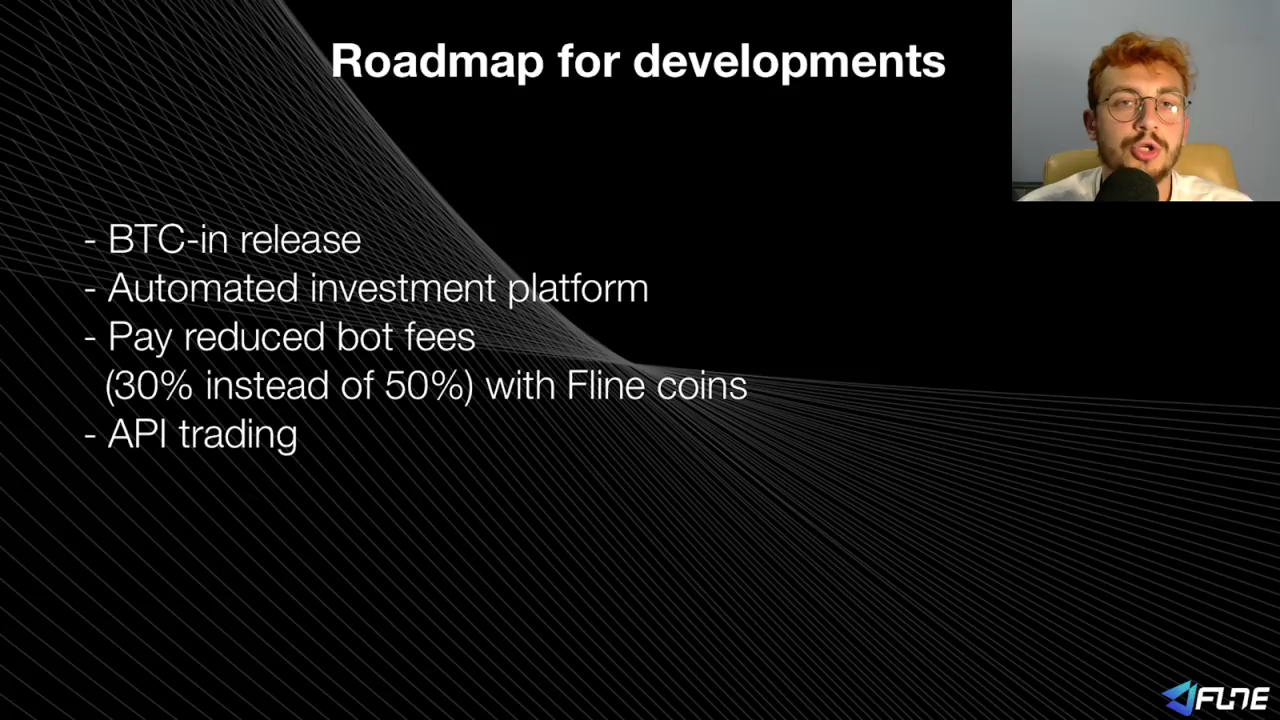 Roadmap for developments
- BTC-in release
- Automated investment platform
- Pay reduced bot fees
(30% instead of 50%) with Fline coins
- API trading
FLINE